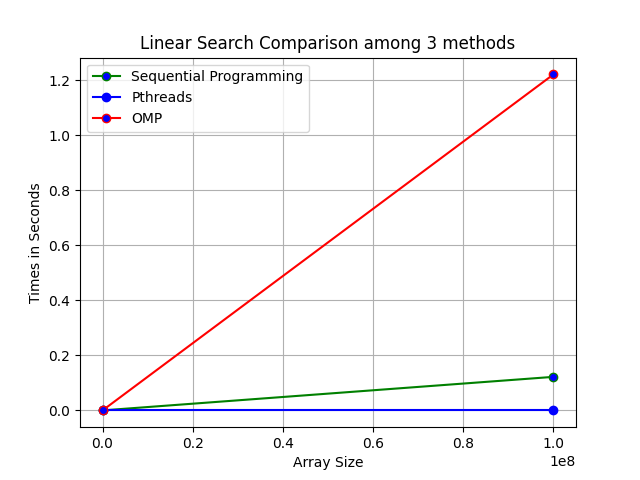 Linear Search Comparison among 3 methods
Sequential Programming
Pthreads
OMP
1.2
1.0
0.8
0.6
0.4
0.2
0.0
Times in Seconds
0.0 0.2 0.4 0.6 0.8 1.0
1e8
Array Size